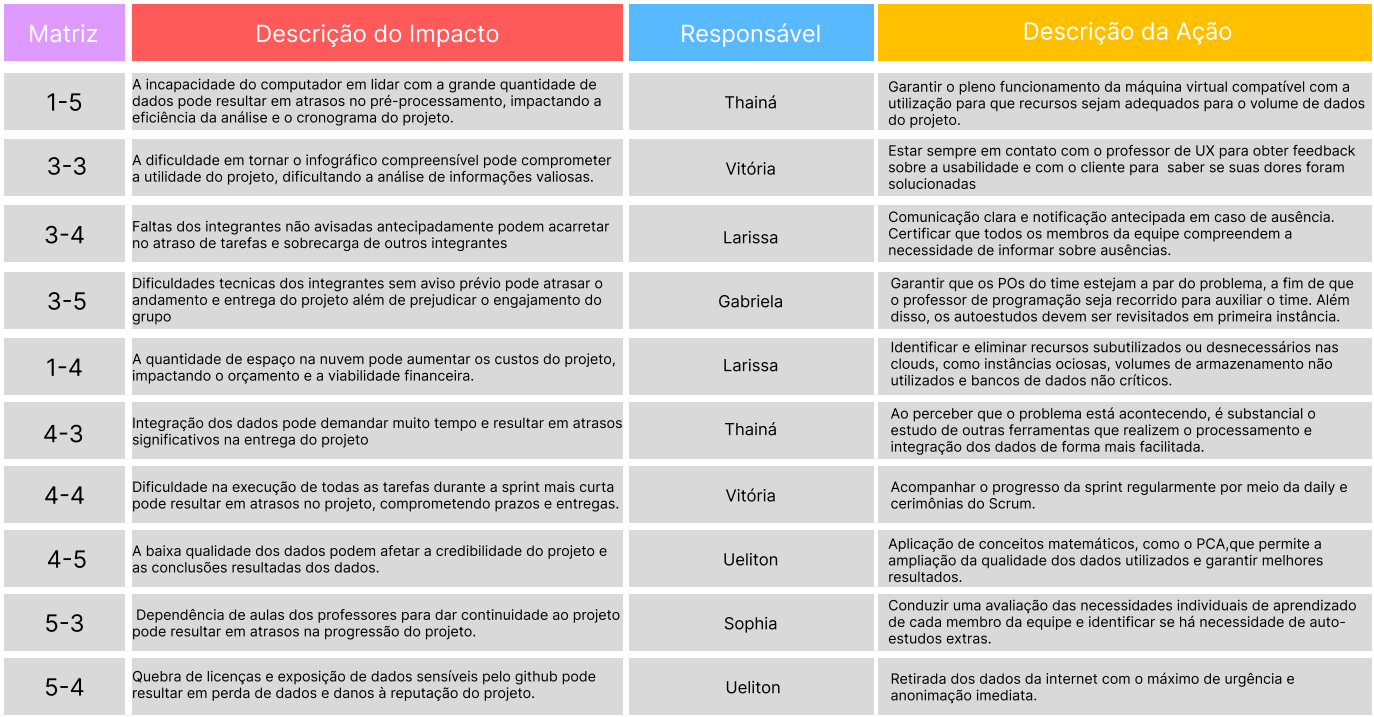 Matriz
Descrição do Impacto
Responsável
Descrição da Ação
1-5
A incapacidade do computador em lidar com a grande quantidade de
dados pode resultar em atrasos no pré-processamento, impactando a
eficiência da análise e o cronograma do projeto.
Thainá
Garantir o pleno funcionamento da máquina virtual compatível com a
utilização para que recursos sejam adequados para o volume de dados
do projeto.
3-3
A dificuldade em tornar o infográfico compreensível pode comprometer
a utilidade do projeto, dificultando a análise de informações valiosas.
Vitória
Estar sempre em contato com o professor de UX para obter feedback
sobre a usabilidade e com o cliente para  saber se suas dores foram
solucionadas
3-4
Faltas dos integrantes não avisadas antecipadamente podem acarretar
no atraso de tarefas e sobrecarga de outros integrantes
Larissa
Comunicação clara e notificação antecipada em caso de ausência.
Certificar que todos os membros da equipe compreendem a
necessidade de informar sobre ausências.
3-5
Dificuldades tecnicas dos integrantes sem aviso prévio pode atrasar o
andamento e entrega do projeto além de prejudicar o engajamento do
grupo
Gabriela
Garantir que os POs do time estejam a par do problema, a fim de que
o professor de programação seja recorrido para auxiliar o time. Além
disso, os autoestudos devem ser revisitados em primeira instância.
1-4
A quantidade de espaço na nuvem pode aumentar os custos do projeto,
impactando o orçamento e a viabilidade financeira.
Larissa
Identificar e eliminar recursos subutilizados ou desnecessários nas
clouds, como instâncias ociosas, volumes de armazenamento não
utilizados e bancos de dados não críticos.
4-3
Integração dos dados pode demandar muito tempo e resultar em atrasos
significativos na entrega do projeto
Thainá
Ao perceber que o problema está acontecendo, é substancial o
estudo de outras ferramentas que realizem o processamento e
integração dos dados de forma mais facilitada.
4-4
Dificuldade na execução de todas as tarefas durante a sprint mais curta
pode resultar em atrasos no projeto, comprometendo prazos e entregas.
Vitória
Acompanhar o progresso da sprint regularmente por meio da daily e
cerimônias do Scrum.
4-5
A baixa qualidade dos dados podem afetar a credibilidade do projeto e
as conclusões resultadas dos dados.
Ueliton
Aplicação de conceitos matemáticos, como o PCA,que permite a
ampliação da qualidade dos dados utilizados e garantir melhores
resultados.
5-3
Dependência de aulas dos professores para dar continuidade ao projeto
pode resultar em atrasos na progressão do projeto.
Sophia
Conduzir uma avaliação das necessidades individuais de aprendizado
de cada membro da equipe e identificar se há necessidade de auto-
estudos extras.
5-4
Quebra de licenças e exposição de dados sensíveis pelo github pode
resultar em perda de dados e danos à reputação do projeto.
Ueliton
Retirada dos dados da internet com o máximo de urgência e
anonimação imediata.